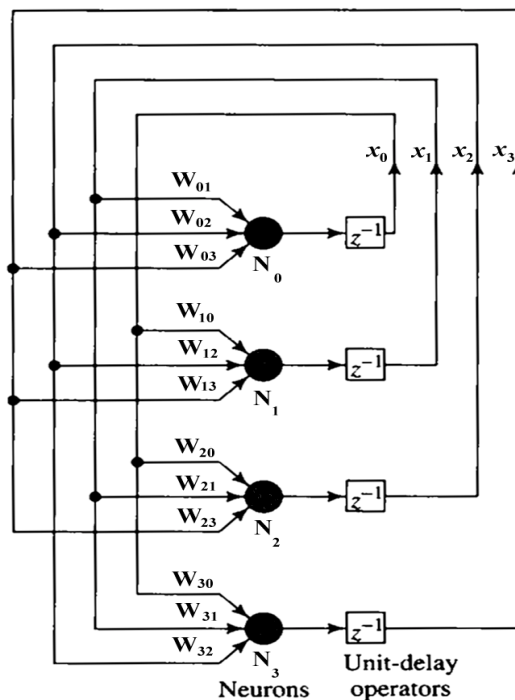 x₀ x₁ x₂ x₃
W₀₁
W₀₂
W₀₃
z⁻¹
N₀
W₁₀
W₁₂
W₁₃
z⁻¹
N₁
W₂₀
W₂₁
W₂₃
z⁻¹
N₂
W₃₀
W₃₁
W₃₂
z⁻¹
N₃
Neurons
Unit-delay
operators